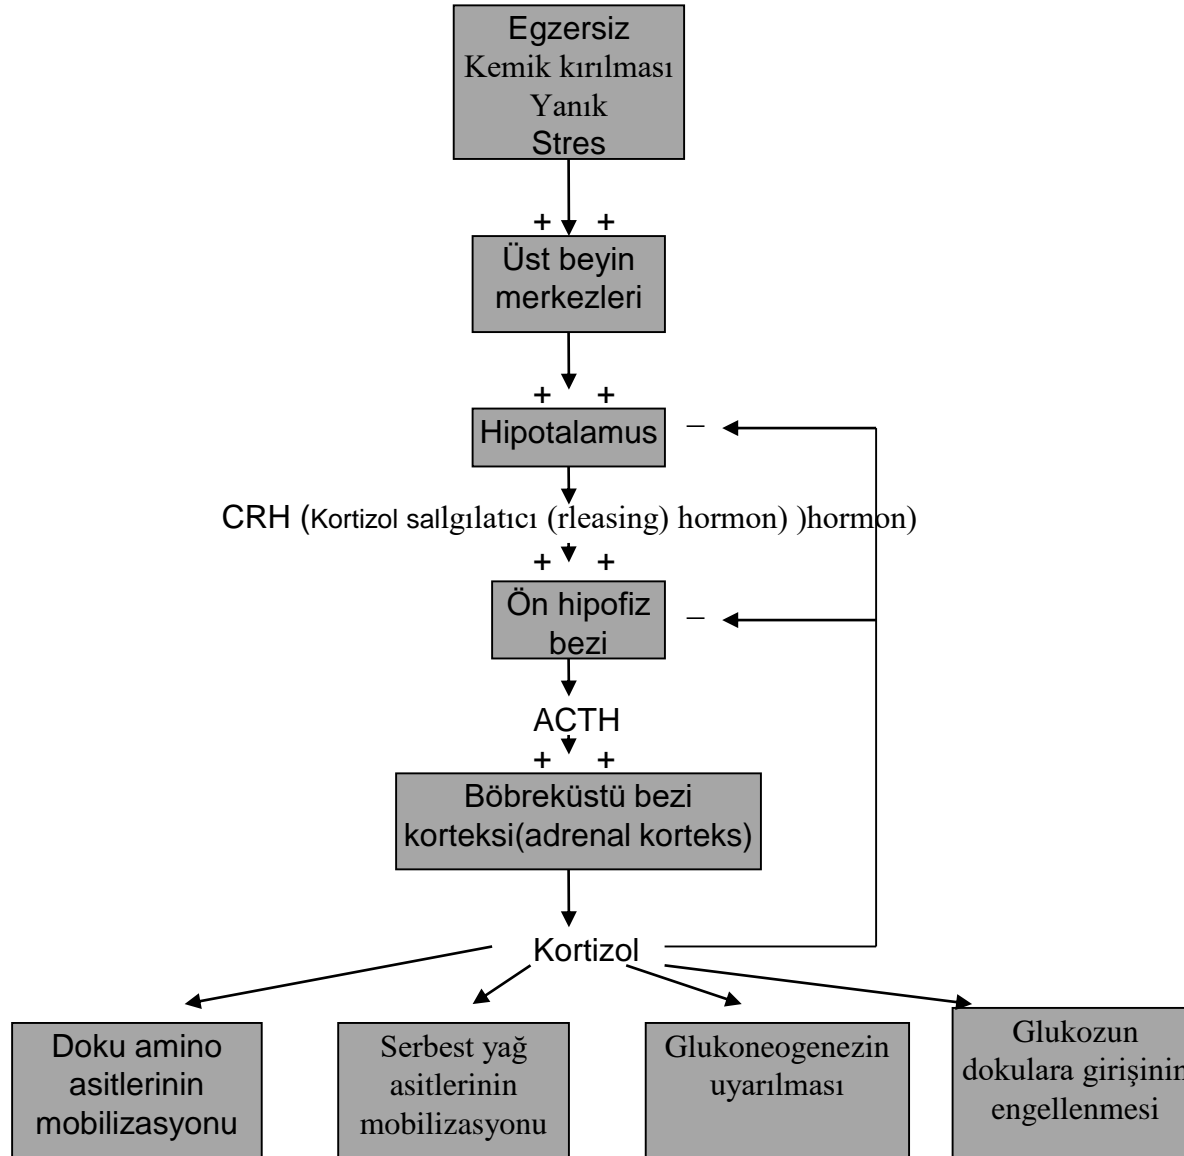 Egzersiz
Kemik kırılması
Yanık
Stres
+ +
Üst beyin
merkezleri
+ +
Hipotalamus –
CRH (Kortizol sallgılatıcı (rleasing) hormon) )hormon)
+ +
Ön hipofiz –
bezi
ACTH
+ +
Böbreküstü bezi
korteksi(adrenal korteks)
Kortizol
Doku amino
asitlerinin
mobilizasyonu
Serbest yağ
asitlerinin
mobilizasyonu
Glukoneogenezin
uyarılması
Glukozun
dokulara girişinin
engellenmesi